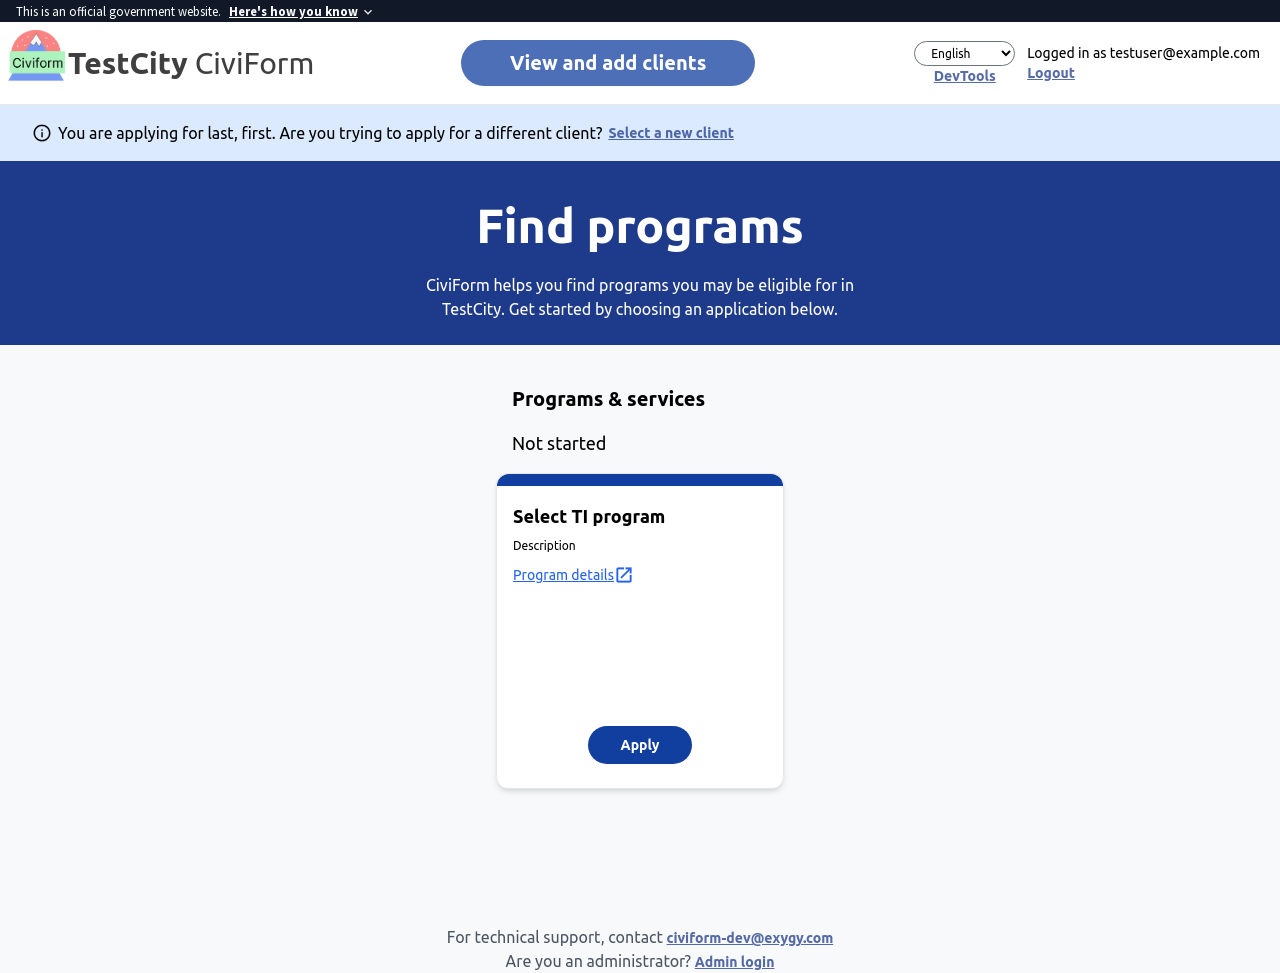 This is an official government website. Here's how you know
Civiform
TestCity CiviForm
View and add clients
English
DevTools
Logged in as testuser@example.com
Logout
You are applying for last, first. Are you trying to apply for a different client? Select a new client
Find programs
CiviForm helps you find programs you may be eligible for in
TestCity. Get started by choosing an application below.
Programs & services
Not started
Select TI program
Description
Program details
Apply
For technical support, contact civiform-dev@exygy.com
Are you an administrator? Admin login